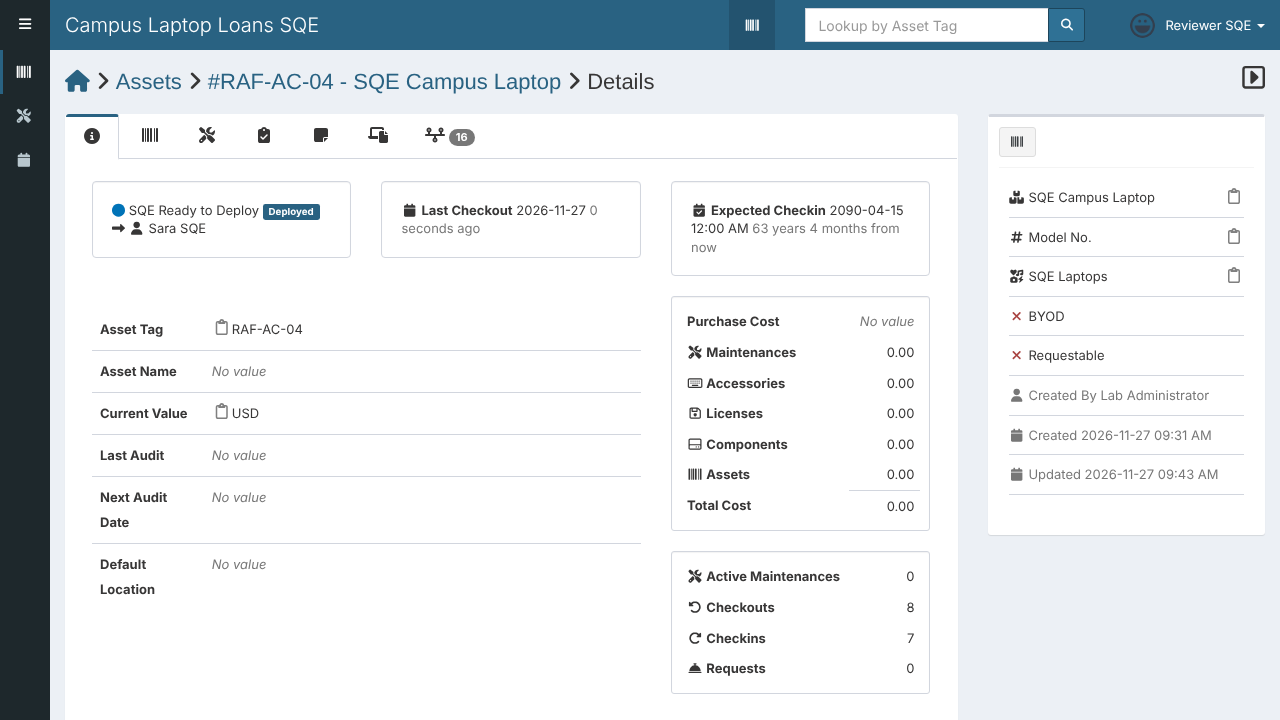 Campus Laptop Loans SQE
Lookup by Asset Tag
Reviewer SQE
Assets
#RAF-AC-04 - SQE Campus Laptop
Details
16
SQE Ready to Deploy Deployed
Sara SQE
Last Checkout 2026-11-27 0
seconds ago
Expected Checkin 2090-04-15
12:00 AM 63 years 4 months from
now
Asset Tag RAF-AC-04
Asset Name No value
Current Value USD
Last Audit No value
Next Audit No value
Date
Default No value
Location
Purchase Cost No value
Maintenances 0.00
Accessories 0.00
Licenses 0.00
Components 0.00
Assets 0.00
Total Cost 0.00
Active Maintenances 0
Checkouts 8
Checkins 7
Requests 0
SQE Campus Laptop
Model No.
SQE Laptops
BYOD
Requestable
Created By Lab Administrator
Created 2026-11-27 09:31 AM
Updated 2026-11-27 09:43 AM